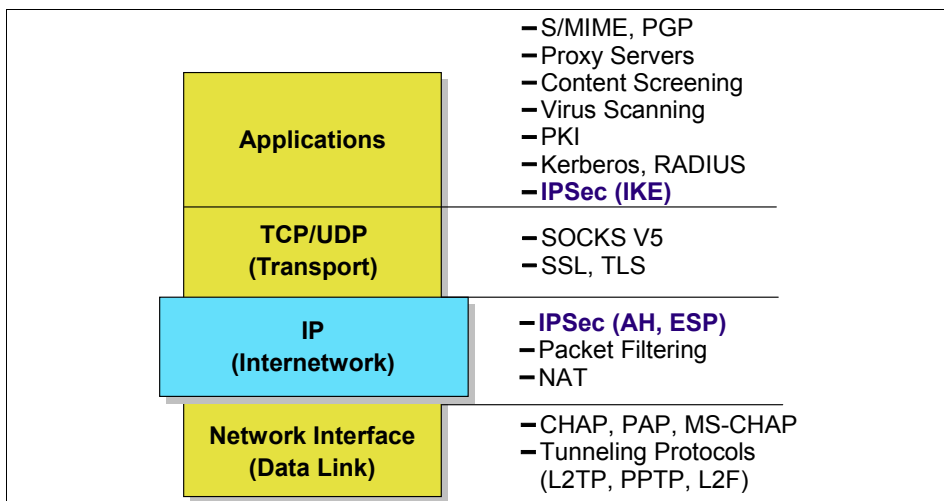 Applications
– S/MIME, PGP
– Proxy Servers
– Content Screening
– Virus Scanning
– PKI
– Kerberos, RADIUS
– IPSec (IKE)
TCP/UDP
(Transport)
– SOCKS V5
– SSL, TLS
IP
(Internetwork)
– IPSec (AH, ESP)
– Packet Filtering
– NAT
Network Interface
(Data Link)
– CHAP, PAP, MS-CHAP
– Tunneling Protocols
(L2TP, PPTP, L2F)